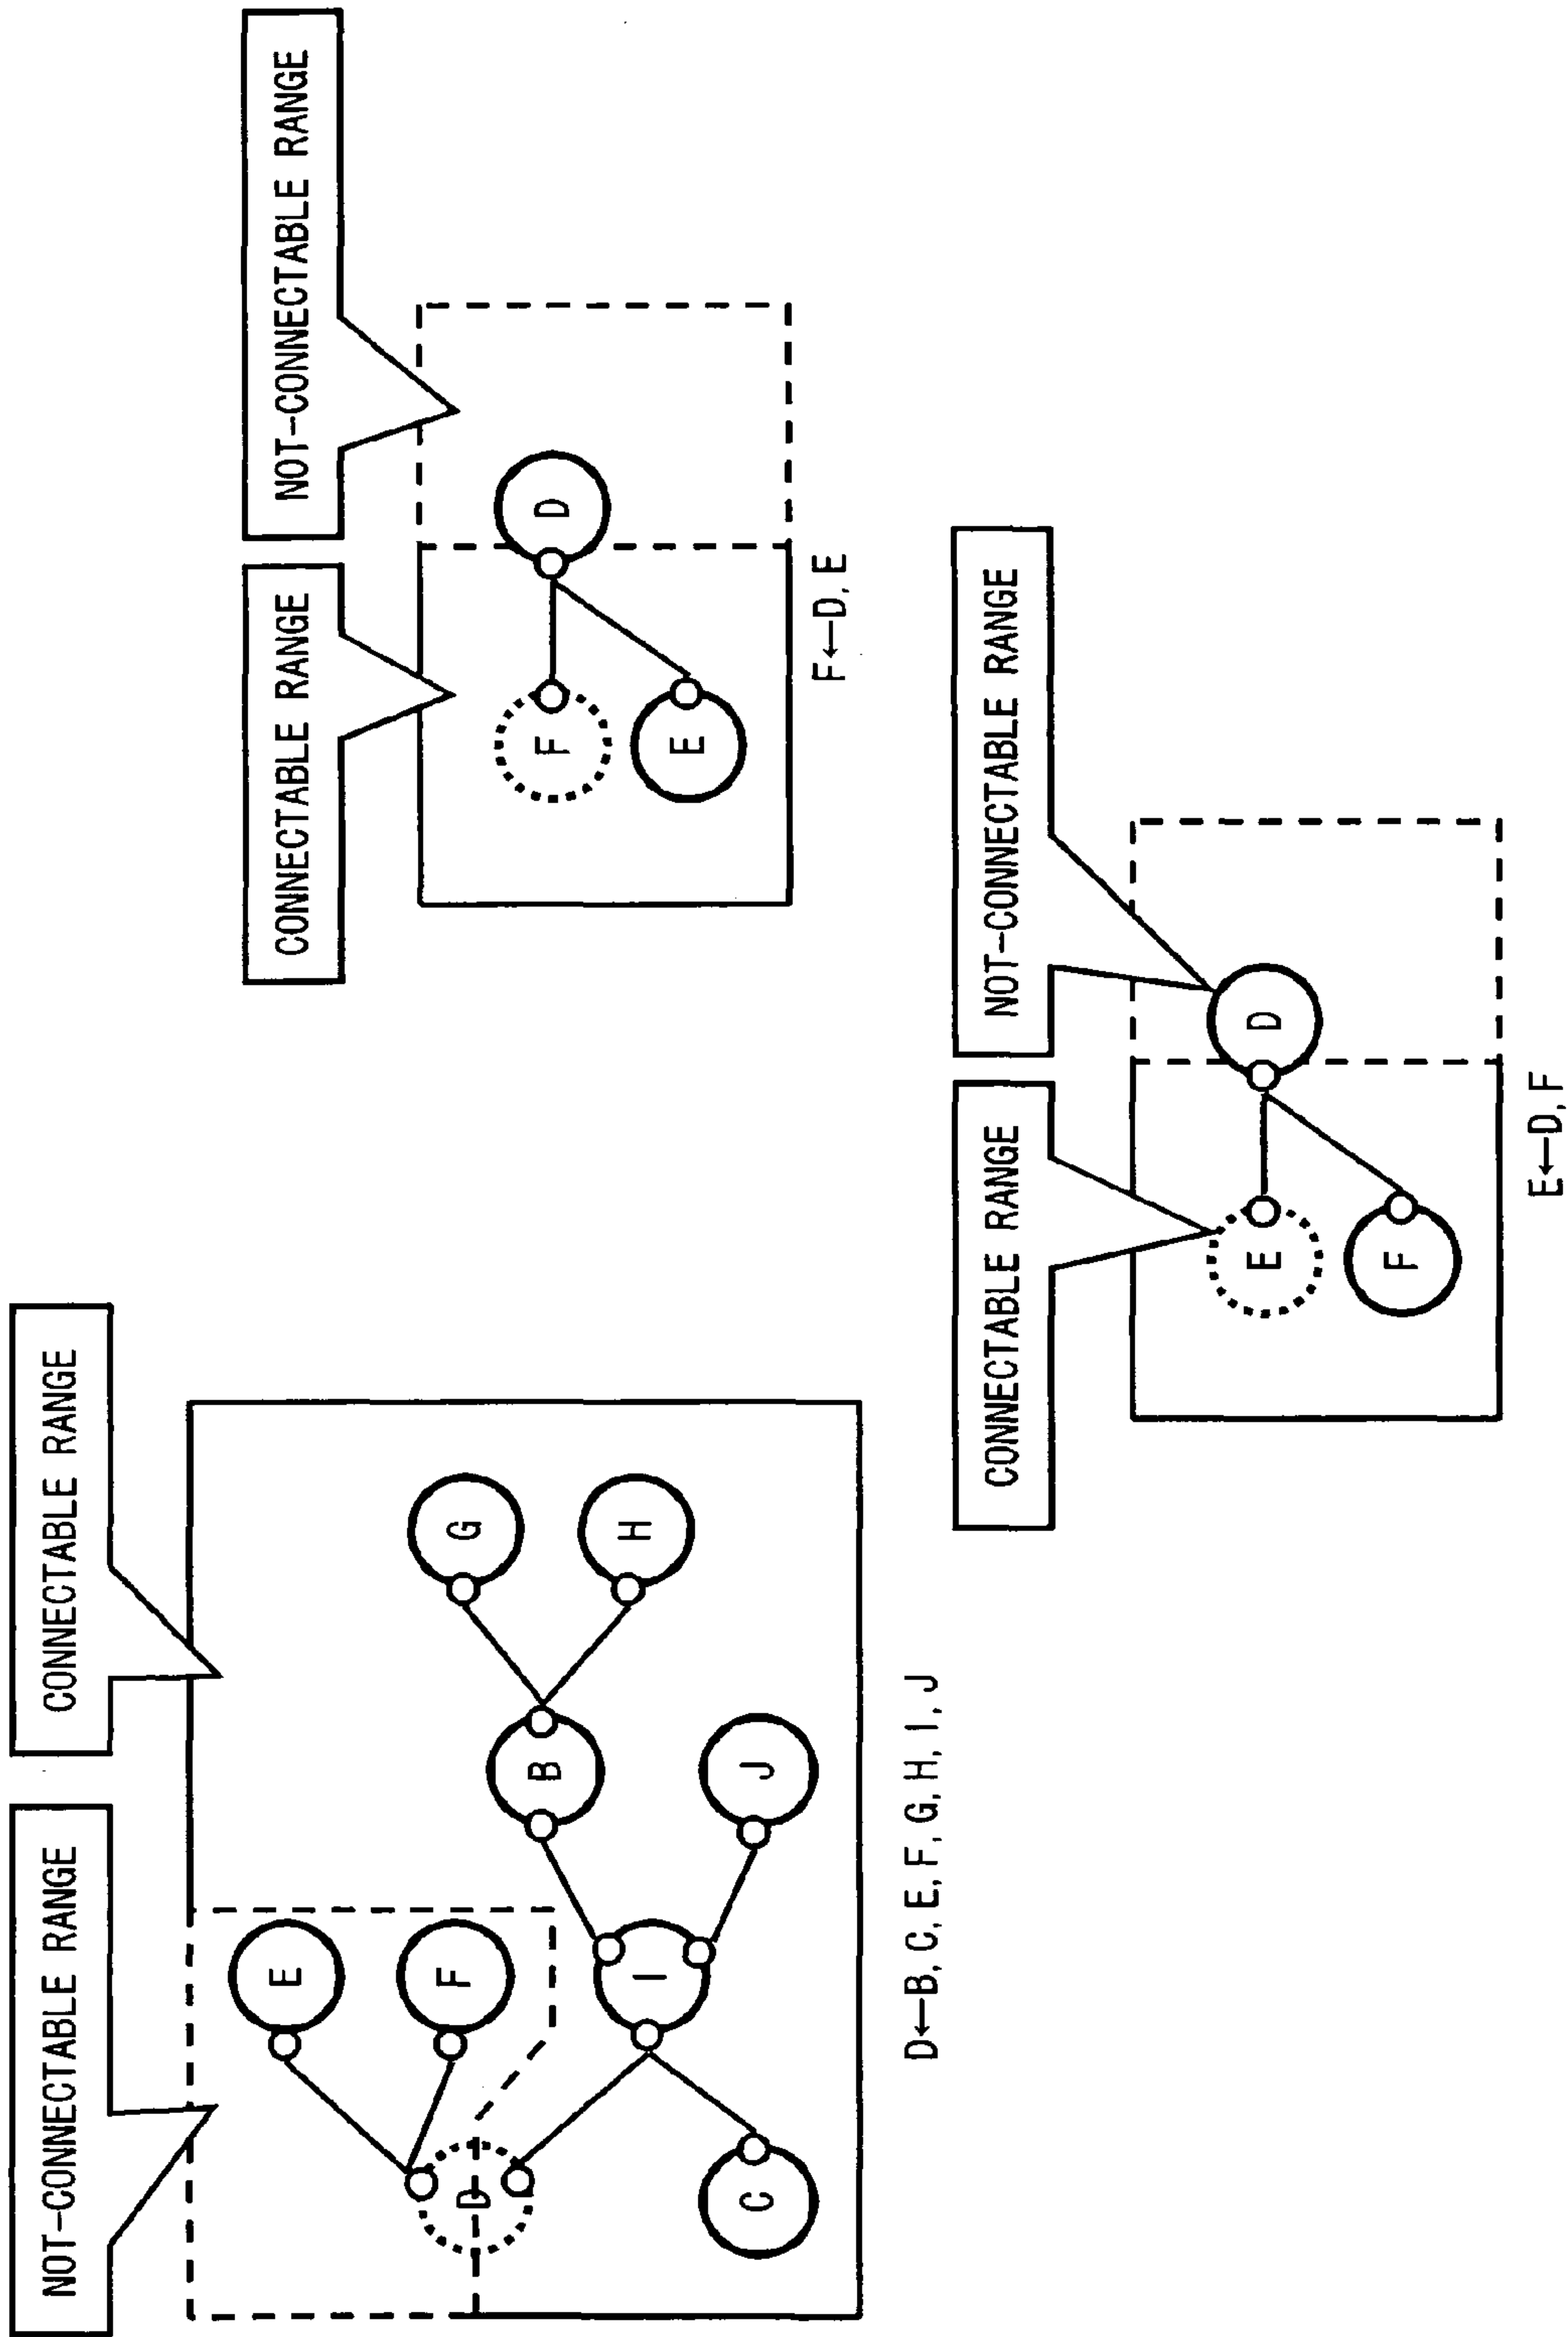 NOT-CONNECTABLE RANGE
CONNECTABLE RANGE
E
F
G
D
B
H
I
C
J
D←B, C, E, F, G, H, I, J
CONNECTABLE RANGE
NOT-CONNECTABLE RANGE
F
D
E
F←D, E
CONNECTABLE RANGE
NOT-CONNECTABLE RANGE
E
D
F
E←D, F